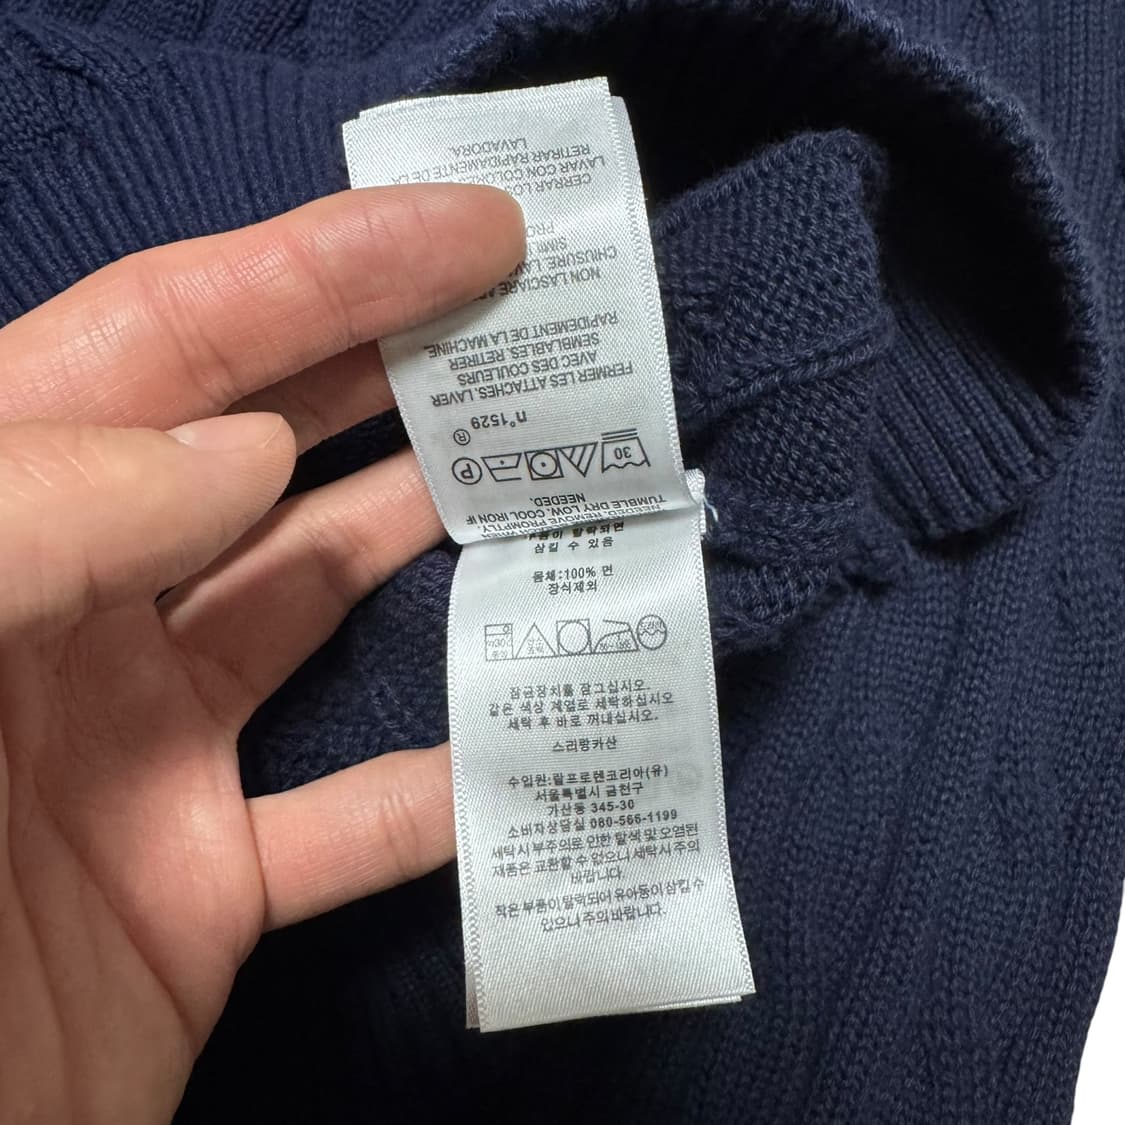 NEEDED. REMOVE PROMPTLY.
TUMBLE DRY LOW. COOL IRON IF
NEEDED.
30 P
®
n°1529
FERMER LES ATTACHES. LAVER
AVEC DES COULEURS
SEMBLABLES. RETIRER
RAPIDEMENT DE LA MACHINE.
NON LASCIARE
CHIUSURE.
CERRAR
LAVAR CON
RETIRAR RAPIDAMENTE DE LA
LAVADORA.
탈락되면
삼킬 수 있음
몸체:100% 면
장식제외
잠금장치를 잠그십시오.
같은 색상 계열로 세탁하십시오
세탁 후 바로 꺼내십시오.
스리랑카산
수입원:랄프로렌코리아(유)
서울특별시 금천구
가산동 345-30
소비자상담실 080-566-1199
세탁시 부주의로 인한 탈색 및 오염된
제품은 교환할 수 없으니 세탁시 주의
바랍니다.
작은 부품이 탈락되어 유아등이 삼킬 수
있으니 주의 바랍니다.